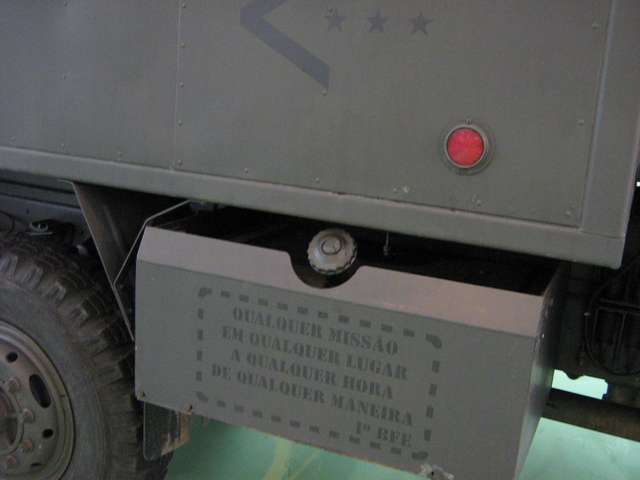 QUALQUER MISSÃO
EM QUALQUER LUGAR
A QUALQUER HORA
DE QUALQUER MANEIRA
1º BFE